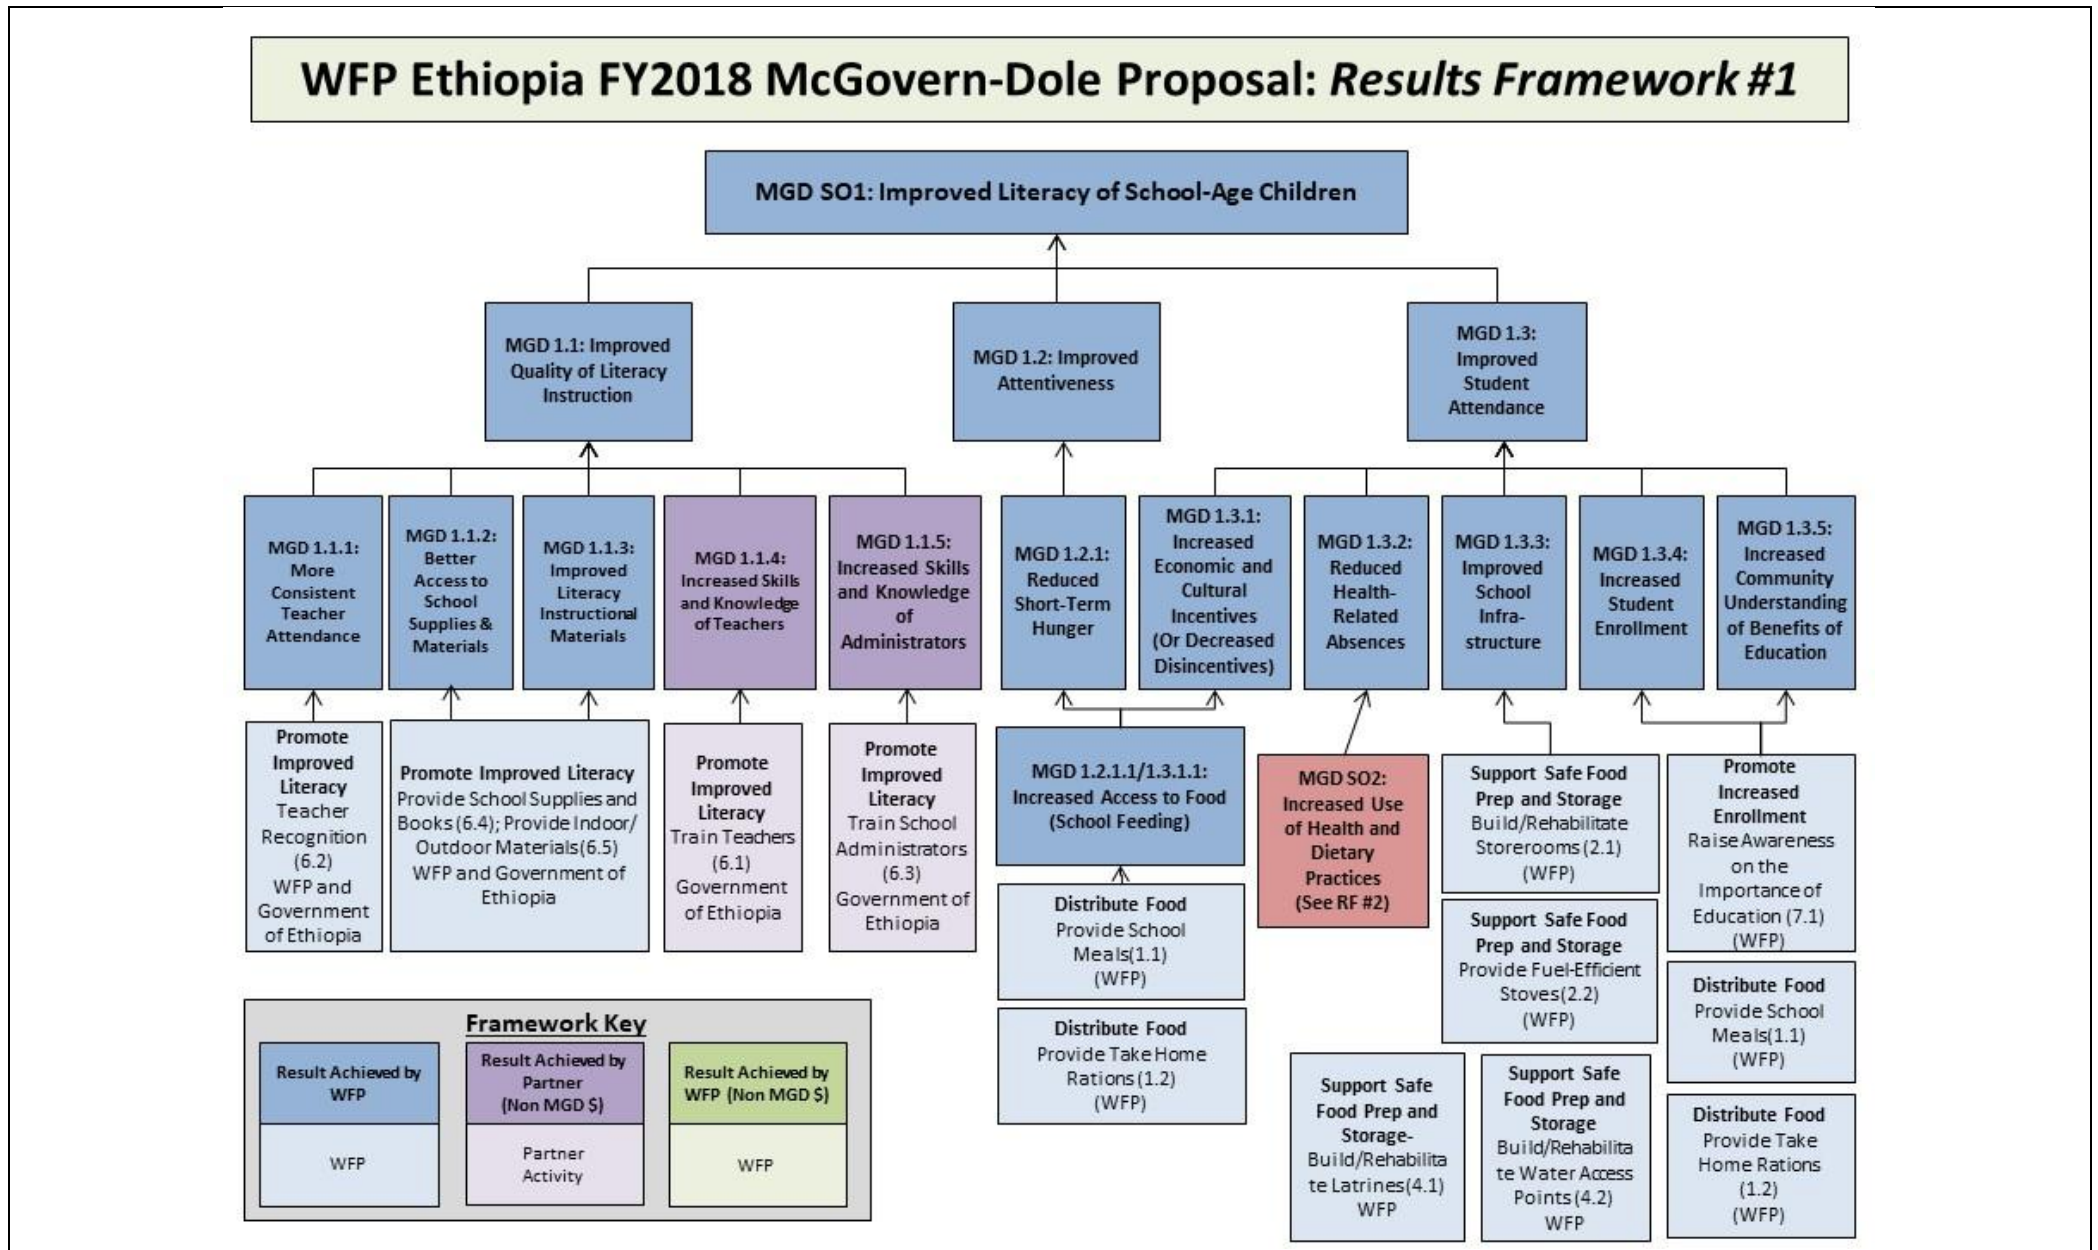 WFP Ethiopia FY2018 McGovern-Dole Proposal: Results Framework #1
MGD SO1: Improved Literacy of School-Age Children
MGD 1.1: Improved
Quality of Literacy
Instruction
MGD 1.2: Improved
Attentiveness
MGD 1.3:
Improved
Student
Attendance
MGD 1.1.1:
More
Consistent
Teacher
Attendance
MGD 1.1.2:
Better
Access to
School
Supplies &
Materials
MGD 1.1.3:
Improved
Literacy
Instructional
Materials
MGD 1.1.4:
Increased Skills
and Knowledge
of Teachers
MGD 1.1.5:
Increased Skills
and Knowledge
of
Administrators
MGD 1.2.1:
Reduced
Short-Term
Hunger
MGD 1.3.1:
Increased
Economic and
Cultural
Incentives
(Or Decreased
Disincentives)
MGD 1.3.2:
Reduced
Health-
Related
Absences
MGD 1.3.3:
Improved
School
Infra-
structure
MGD 1.3.4:
Increased
Student
Enrollment
MGD 1.3.5:
Increased
Community
Understanding
of Benefits of
Education
Promote
Improved
Literacy
Teacher
Recognition
(6.2)
WFP and
Government
of Ethiopia
Promote Improved Literacy
Provide School Supplies and
Books (6.4); Provide Indoor/
Outdoor Materials(6.5)
WFP and Government of
Ethiopia
Promote
Improved
Literacy
Train Teachers
(6.1)
Government
of Ethiopia
Promote
Improved
Literacy
Train School
Administrators
(6.3)
Government of
Ethiopia
MGD 1.2.1.1/1.3.1.1:
Increased Access to Food
(School Feeding)
Distribute Food
Provide School
Meals(1.1)
(WFP)
Distribute Food
Provide Take Home
Rations (1.2)
(WFP)
MGD SO2:
Increased Use
of Health and
Dietary
Practices
(See RF #2)
Support Safe Food
Prep and Storage
Build/Rehabilitate
Storerooms (2.1)
(WFP)
Support Safe Food
Prep and Storage
Provide Fuel-Efficient
Stoves(2.2)
(WFP)
Promote
Increased
Enrollment
Raise Awareness
on the
Importance of
Education (7.1)
(WFP)
Distribute Food
Provide School
Meals(1.1)
(WFP)
Distribute Food
Provide Take
Home Rations
(1.2)
(WFP)
Support Safe
Food Prep and
Storage-
Build/Rehabilita
te Latrines(4.1)
WFP
Support Safe
Food Prep and
Storage
Build/Rehabilita
te Water Access
Points (4.2)
WFP
Framework Key
Result Achieved by
WFP
WFP
Result Achieved by
Partner
(Non MGD $)
Partner
Activity
Result Achieved by
WFP (Non MGD $)
WFP